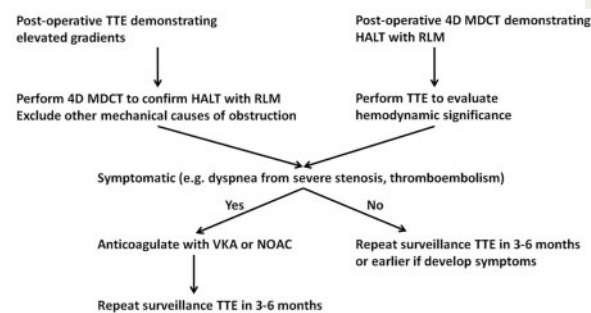 Post-operative TTE demonstrating
elevated gradients
Post-operative 4D MDCT demonstrating
HALT with RLM
Perform 4D MDCT to confirm HALT with RLM
Exclude other mechanical causes of obstruction
Perform TTE to evaluate
hemodynamic significance
Symptomatic (e.g. dyspnea from severe stenosis, thromboembolism)
Yes
No
Anticoagulate with VKA or NOAC
Repeat surveillance TTE in 3-6 months
or earlier if develop symptoms
Repeat surveillance TTE in 3-6 months